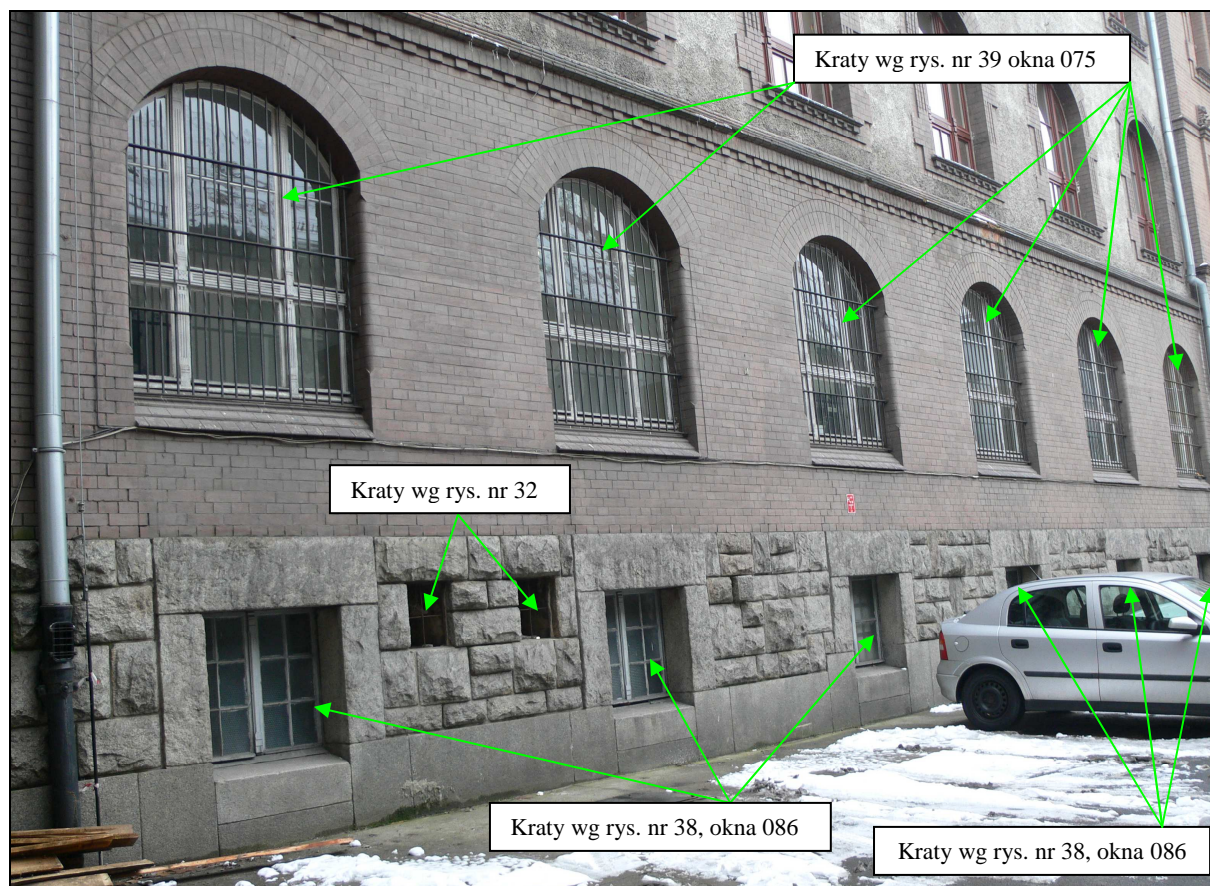 Kraty wg rys. nr 39 okna 075
Kraty wg rys. nr 32
Kraty wg rys. nr 38, okna 086
Kraty wg rys. nr 38, okna 086